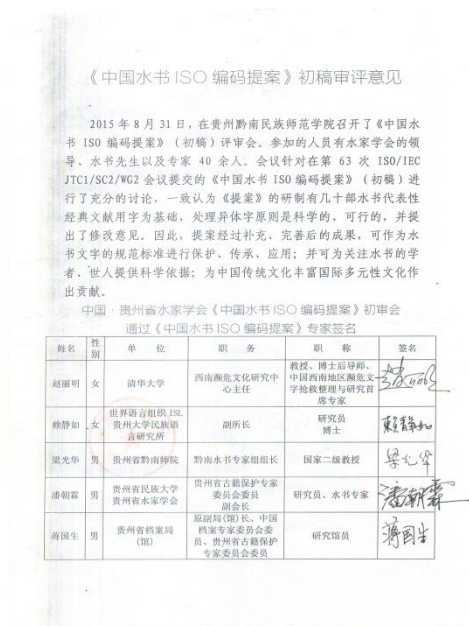 《中国水书 ISO 编码提案》初稿审评意见
2015 年 8 月 31 日，在贵州黔南民族师范学院召开了《中国水
书 ISO 编码提案》（初稿）评审会。参加的人员有水家学会的领
导、水书先生以及专家 40 余人。会议针对在第 63 次 ISO/IEC
JTC1/SC2/WG2 会议提交的《中国水书 ISO 编码提案》（初稿）进
行了充分的讨论，一致认为《提案》的研制有几十部水书代表性
经典文献用字为基础，处理异体字原则是科学的、可行的，并提
出了修改意见。因此，提案经过补充、完善后的成果，可作为水
书文字的规范标准进行保护、传承、应用；并可为关注水书的学
者、世人提供科学依据；为中国传统文化丰富国际多元性文化作
出贡献。
中国·贵州省水家学会《中国水书 ISO 编码提案》初审会
通过《中国水书 ISO 编码提案》专家签名
姓名 性别 单 位 职 务 职 称 签名
赵丽明 女 清华大学 西南濒危文化研究中心主任 教授、博士后导师、中国西南地区濒危文字抢救整理与研究首席专家
赖静如 女 世界语言组织 ISL 贵州大学民族语言研究所 副所长 研究员 博士 赖静如
梁光华 男 贵州省黔南师院 黔南水书专家组组长 国家二级教授 梁光华
潘朝霖 男 贵州省民族大学 贵州省水家学会 贵州省古籍保护专家委员会委员 副会长 研究员、水书专家 潘朝霖
蒋国生 男 贵州省档案局（馆） 原副局(馆)长、中国档案专家委员会委员、贵州省古籍保护专家委员会委员 研究馆员 蒋国生